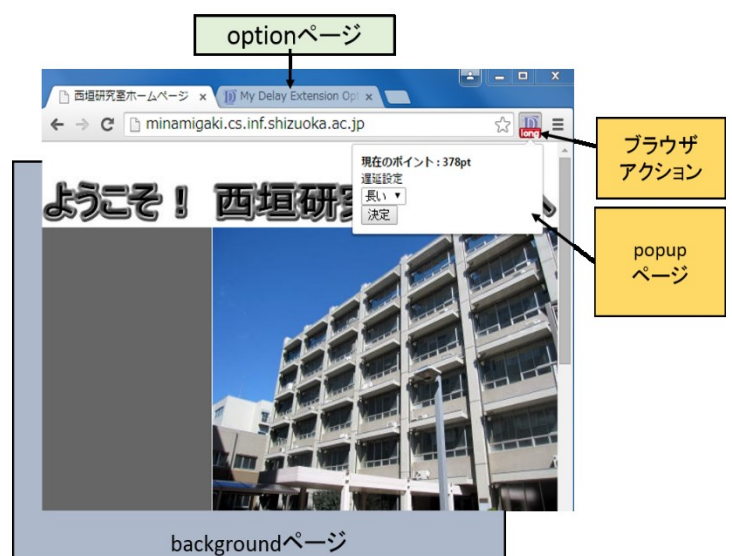 optionページ
西垣研究室ホームページ
My Delay Extension Opt
minamigaki.cs.inf.shizuoka.ac.jp
long
ブラウザ
アクション
現在のポイント : 378pt
遅延設定
長い
決定
ようこそ！ 西垣研
popup
ページ
backgroundページ